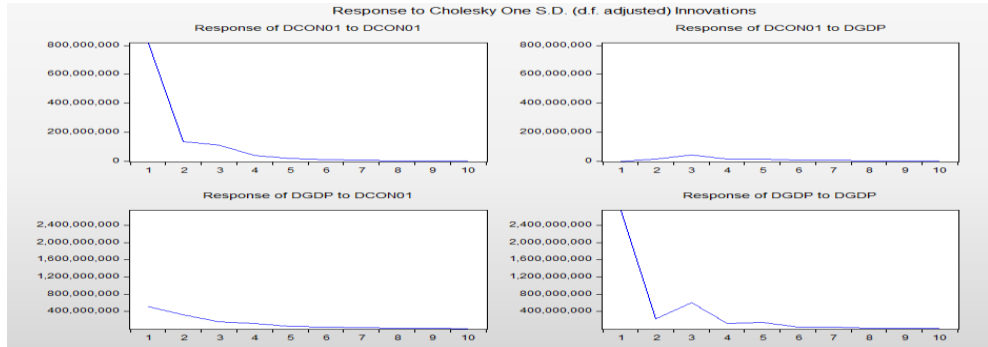 Response to Cholesky One S.D. (d.f. adjusted) Innovations
Response of DCON01 to DCON01
800,000,000
600,000,000
400,000,000
200,000,000
0
1 2 3 4 5 6 7 8 9 10
Response of DCON01 to DGDP
800,000,000
600,000,000
400,000,000
200,000,000
0
1 2 3 4 5 6 7 8 9 10
Response of DGDP to DCON01
2,400,000,000
2,000,000,000
1,600,000,000
1,200,000,000
800,000,000
400,000,000
1 2 3 4 5 6 7 8 9 10
Response of DGDP to DGDP
2,400,000,000
2,000,000,000
1,600,000,000
1,200,000,000
800,000,000
400,000,000
1 2 3 4 5 6 7 8 9 10